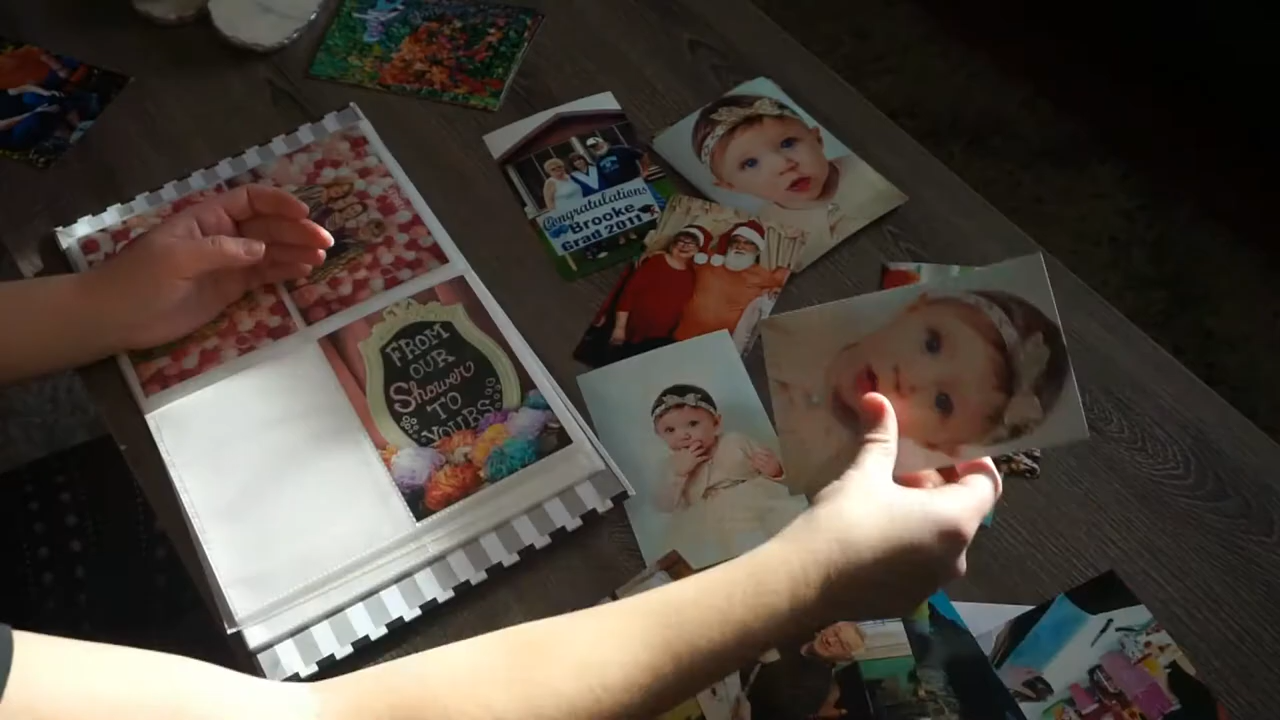 Congratulations
Brooke
Grad 2011
FROM
OUR
Shower
TO
YOURS